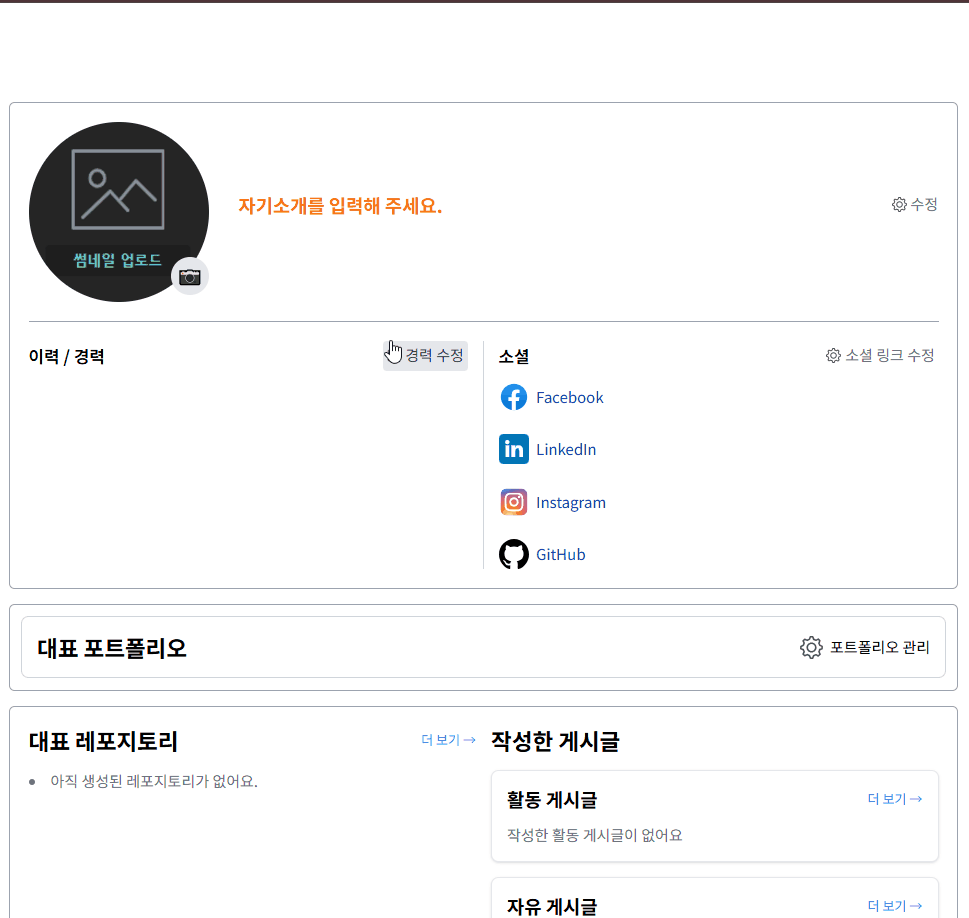 썸네일 업로드
자기소개를 입력해 주세요.
수정
이력 / 경력
경력 수정
소셜
소셜 링크 수정
Facebook
LinkedIn
Instagram
GitHub
대표 포트폴리오
포트폴리오 관리
대표 레포지토리
더 보기 →
아직 생성된 레포지토리가 없어요.
작성한 게시글
활동 게시글
더 보기 →
작성한 활동 게시글이 없어요
자유 게시글
더 보기 →